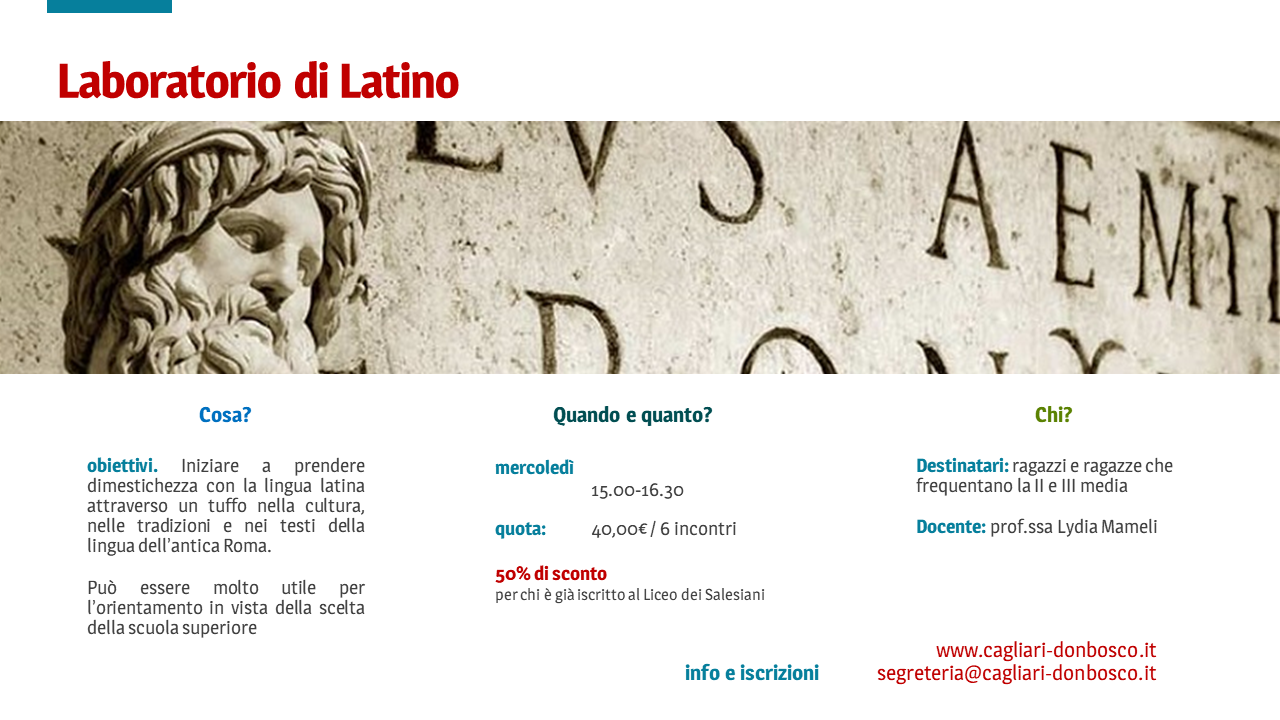 Laboratorio di Latino
EVS AEMIL
Cosa?
obiettivi. Iniziare a prendere
dimestichezza con la lingua latina
attraverso un tuffo nella cultura,
nelle tradizioni e nei testi della
lingua dell'antica Roma.
Può essere molto utile per
l'orientamento in vista della scelta
della scuola superiore
Quando e quanto?
mercoledì
15.00-16.30
quota: 40,00€ / 6 incontri
50% di sconto
per chi è già iscritto al Liceo dei Salesiani
Chi?
Destinatari: ragazzi e ragazze che
frequentano la II e III media
Docente: prof.ssa Lydia Mameli
www.cagliari-donbosco.it
info e iscrizioni segreteria@cagliari-donbosco.it